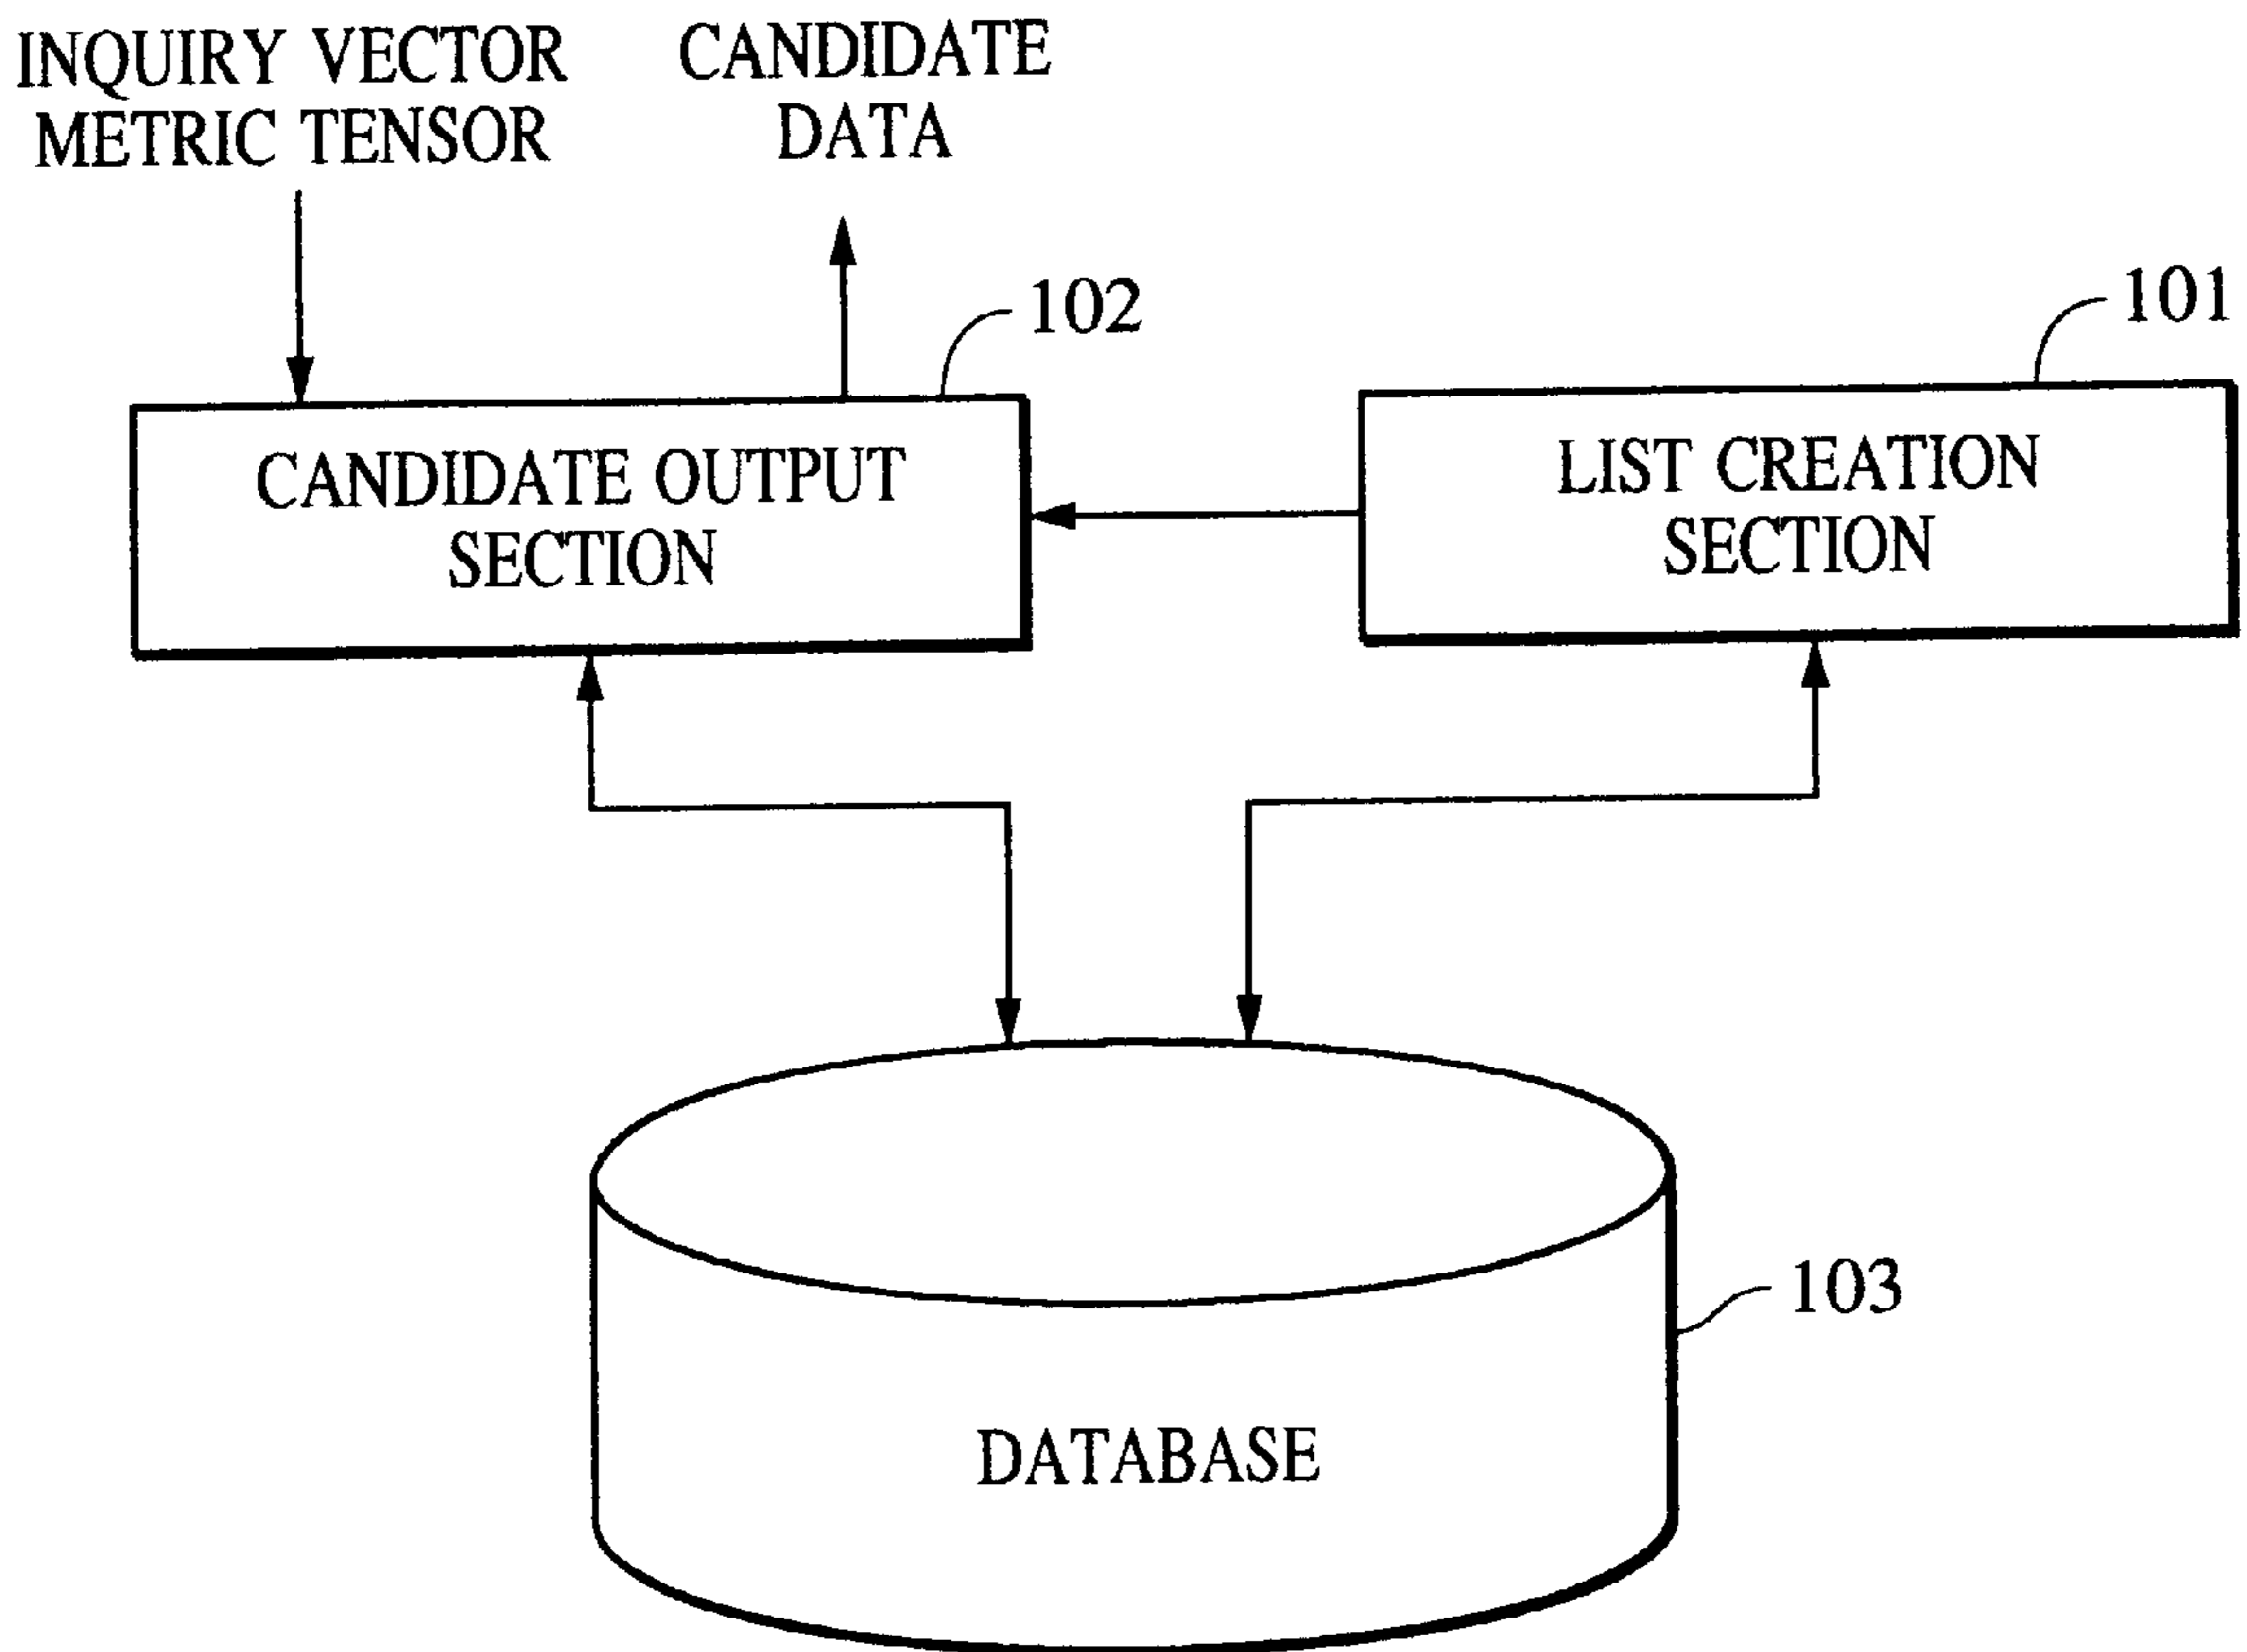 INQUIRY VECTOR
METRIC TENSOR
CANDIDATE
DATA
102
101
CANDIDATE OUTPUT
SECTION
LIST CREATION
SECTION
103
DATABASE